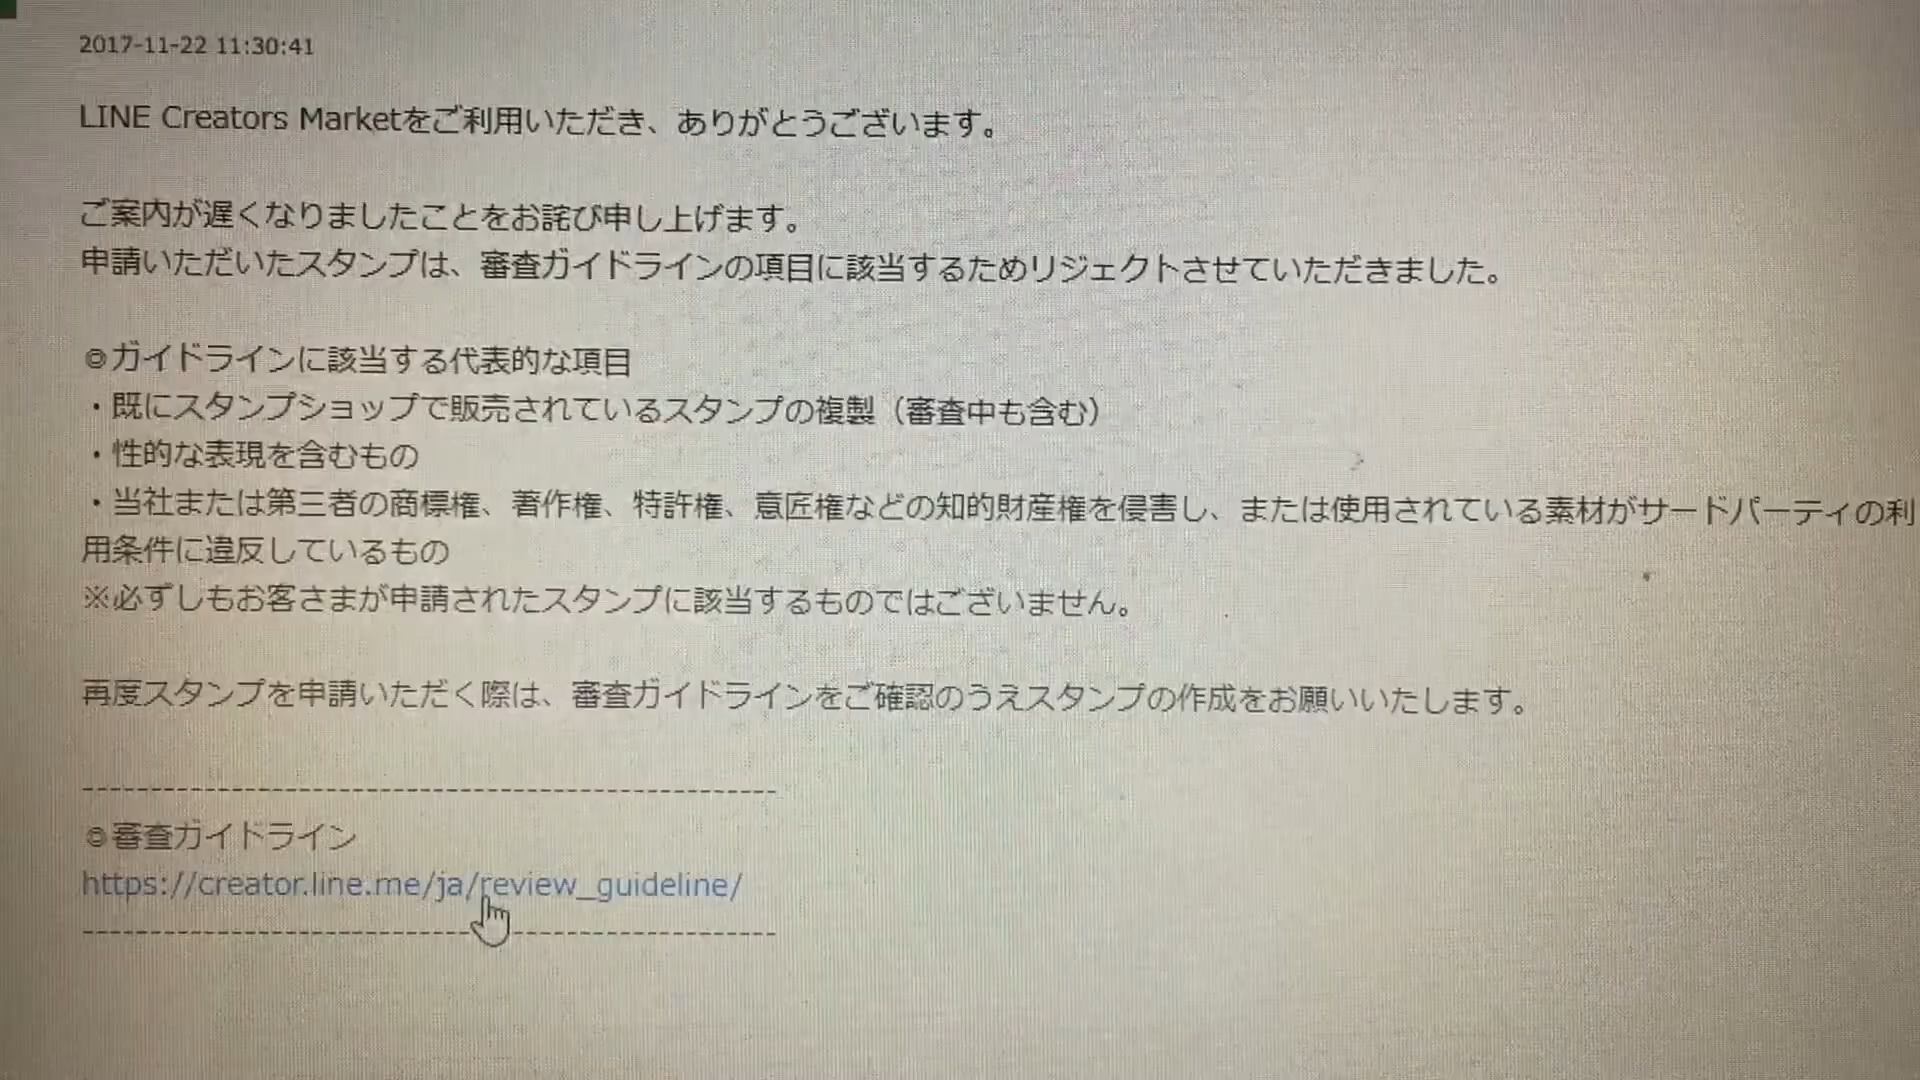 2017-11-22 11:30:41
LINE Creators Marketをご利用いただき、ありがとうございます。
ご案内が遅くなりましたことをお詫び申し上げます。
申請いただいたスタンプは、審査ガイドラインの項目に該当するためリジェクトさせていただきました。
◎ガイドラインに該当する代表的な項目
・既にスタンプショップで販売されているスタンプの複製（審査中も含む）
・性的な表現を含むもの
・当社または第三者の商標権、著作権、特許権、意匠権などの知的財産権を侵害し、または使用されている素材がサードパーティの利
用条件に違反しているもの
※必ずしもお客さまが申請されたスタンプに該当するものではございません。
再度スタンプを申請いただく際は、審査ガイドラインをご確認のうえスタンプの作成をお願いいたします。
--------------------------------------------------
◎審査ガイドライン
https://creator.line.me/ja/review_guideline/
--------------------------------------------------